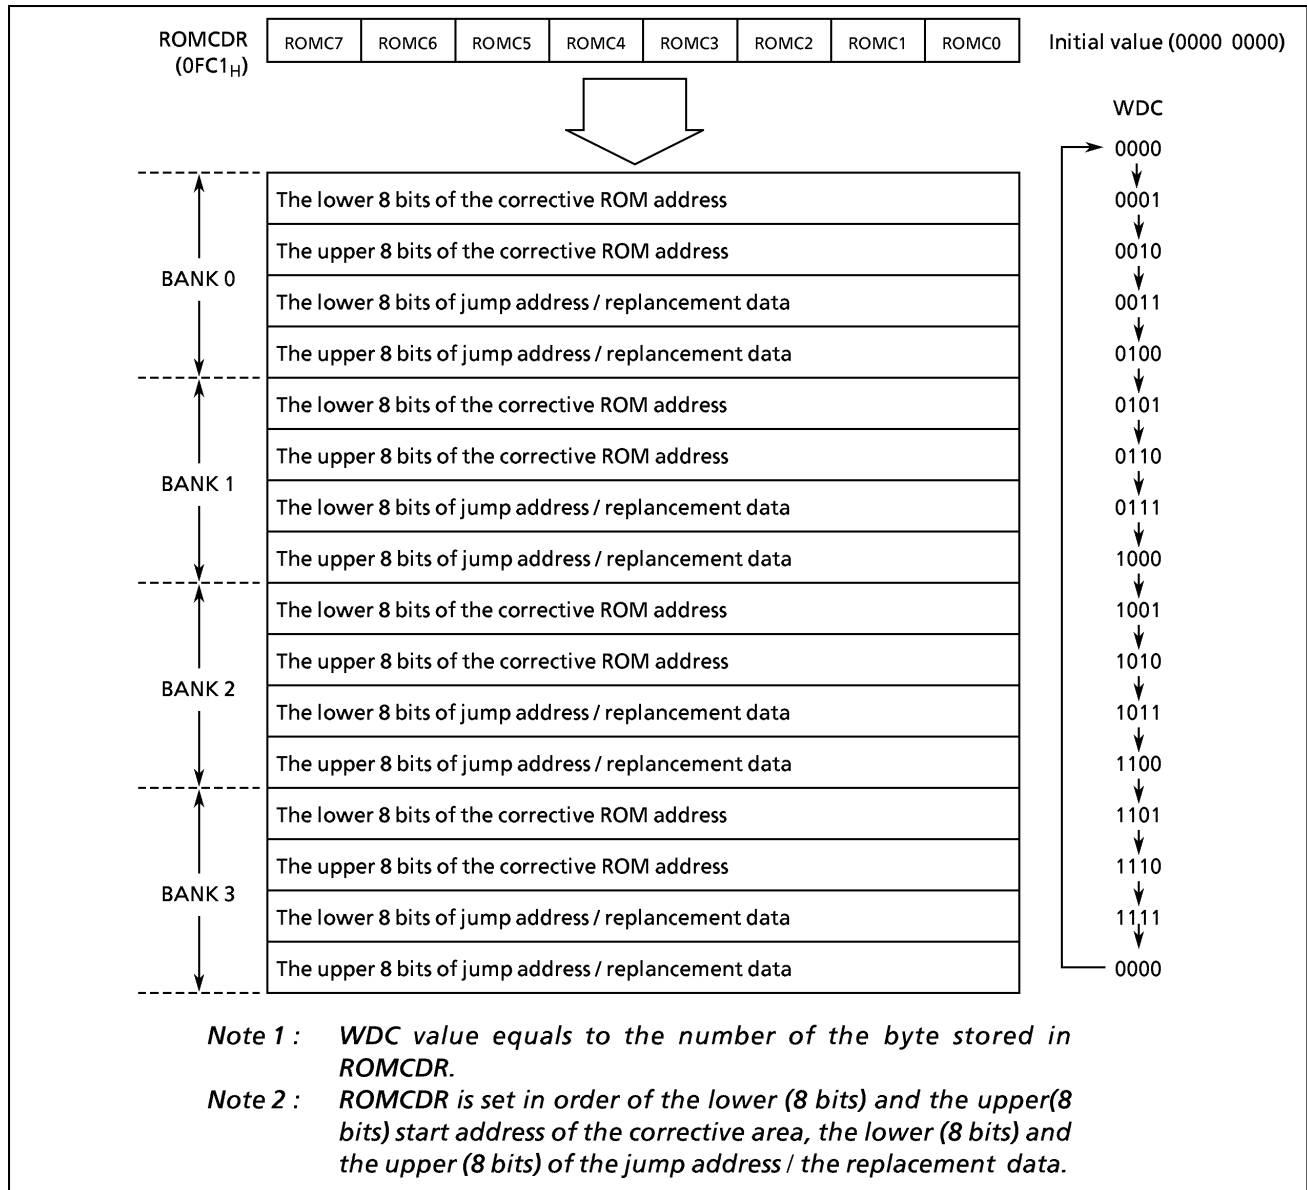 ROMCDR
(0FC1H)
ROMC7 ROMC6 ROMC5 ROMC4 ROMC3 ROMC2 ROMC1 ROMC0
Initial value (0000 0000)
WDC
0000
BANK 0
The lower 8 bits of the corrective ROM address
0001
The upper 8 bits of the corrective ROM address
0010
The lower 8 bits of jump address / replancement data
0011
The upper 8 bits of jump address / replancement data
0100
BANK 1
The lower 8 bits of the corrective ROM address
0101
The upper 8 bits of the corrective ROM address
0110
The lower 8 bits of jump address / replancement data
0111
The upper 8 bits of jump address / replancement data
1000
BANK 2
The lower 8 bits of the corrective ROM address
1001
The upper 8 bits of the corrective ROM address
1010
The lower 8 bits of jump address / replancement data
1011
The upper 8 bits of jump address / replancement data
1100
BANK 3
The lower 8 bits of the corrective ROM address
1101
The upper 8 bits of the corrective ROM address
1110
The lower 8 bits of jump address / replancement data
1111
The upper 8 bits of jump address / replancement data
0000
Note 1 : WDC value equals to the number of the byte stored in
ROMCDR.
Note 2 : ROMCDR is set in order of the lower (8 bits) and the upper(8
bits) start address of the corrective area, the lower (8 bits) and
the upper (8 bits) of the jump address / the replacement data.